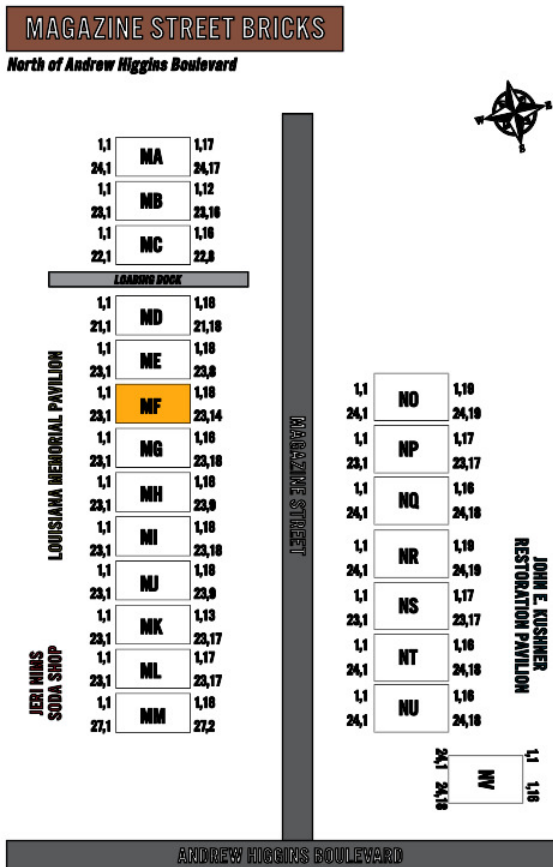 MAGAZINE STREET BRICKS
North of Andrew Higgins Boulevard
N
W E
S
1,1 MA 1,17
24,1 24,17
1,1 MB 1,12
23,1 23,16
1,1 MC 1,16
22,1 22,8
LOADING DOCK
1,1 MD 1,18
21,1 21,18
1,1 ME 1,18
23,1 23,8
1,1 MF 1,18
23,1 23,14
1,1 MG 1,16
23,1 23,18
1,1 MH 1,18
23,1 23,9
1,1 MI 1,18
23,1 23,18
1,1 MJ 1,18
23,1 23,9
1,1 MK 1,13
23,1 23,17
1,1 ML 1,17
23,1 23,17
1,1 MM 1,18
27,1 27,2
LOUISIANA MEMORIAL PAVILION
JERI NIMS
SODA SHOP
MAGAZINE STREET
1,1 NO 1,19
24,1 24,19
1,1 NP 1,17
23,1 23,17
1,1 NQ 1,16
24,1 24,18
1,1 NR 1,19
24,1 24,19
1,1 NS 1,17
23,1 23,17
1,1 NT 1,16
24,1 24,18
1,1 NU 1,16
24,1 24,18
JOHN E. KUSHNER
RESTORATION PAVILION
24,1 NV 1,1
24,18 1,16
ANDREW HIGGINS BOULEVARD